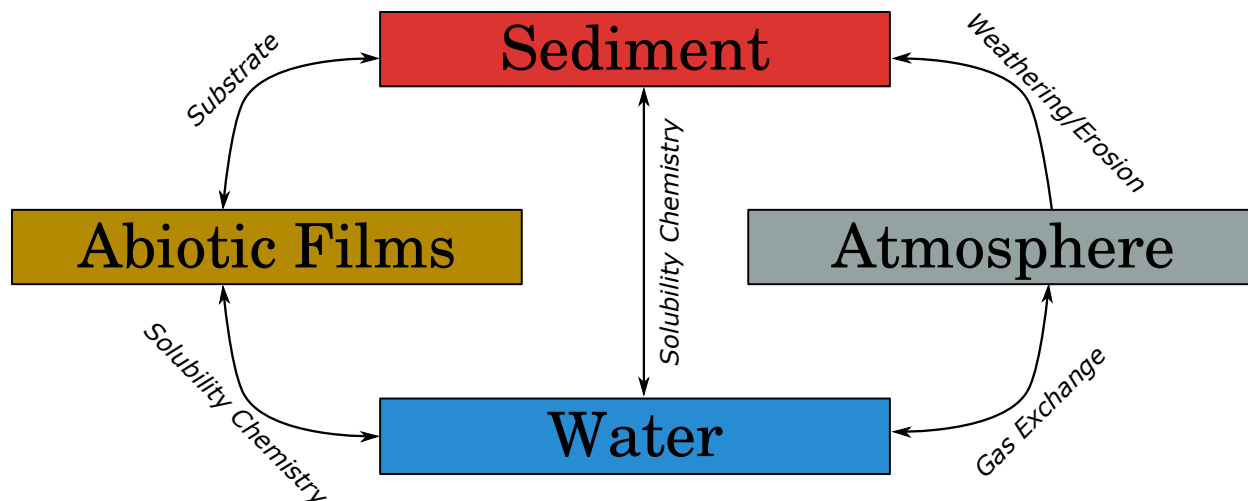 Sediment
Substrate
Weathering/Erosion
Solubility Chemistry
Abiotic Films
Atmosphere
Solubility Chemistry
Gas Exchange
Water